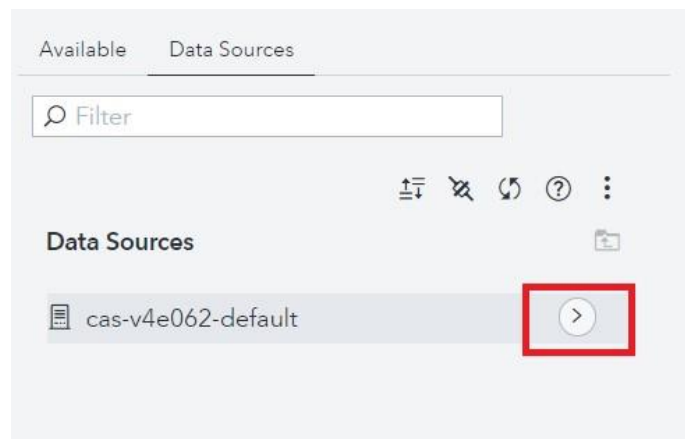 Available Data Sources
Filter
Data Sources
cas-v4e062-default